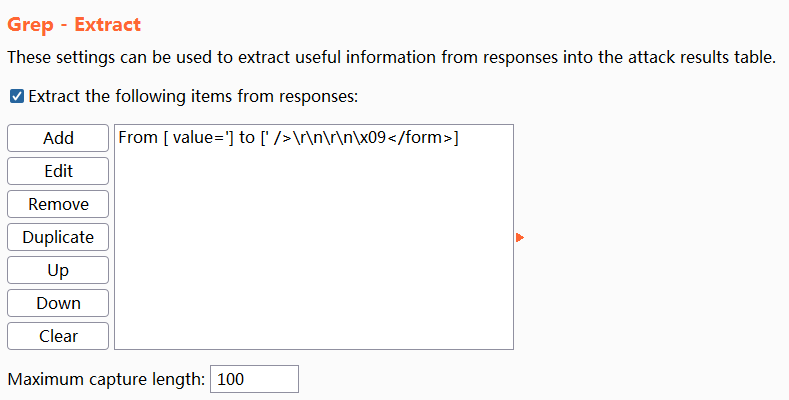 Grep - Extract
These settings can be used to extract useful information from responses into the attack results table.
Extract the following items from responses:
Add
From [ value='] to [' />\r\n\r\n\x09</form>]
Edit
Remove
Duplicate
Up
Down
Clear
Maximum capture length: 100